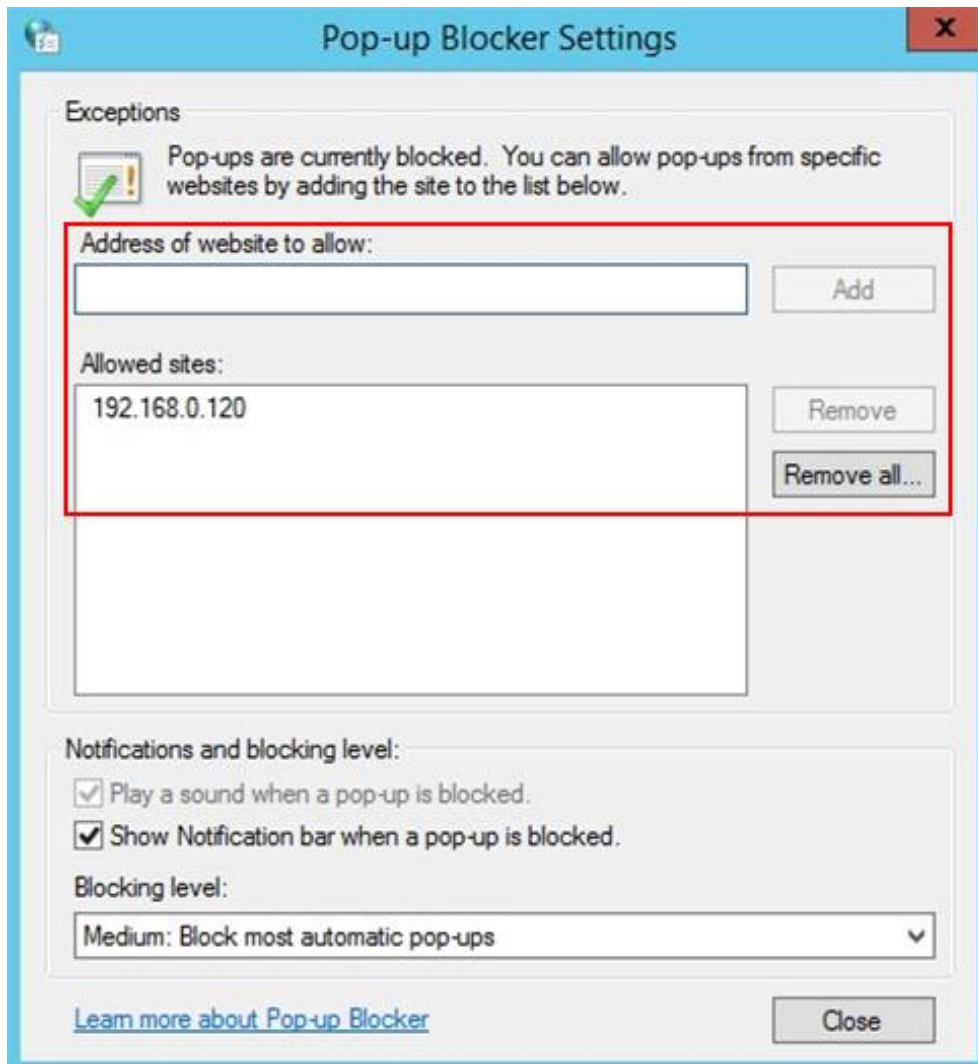 Pop-up Blocker Settings
x
Exceptions
Pop-ups are currently blocked. You can allow pop-ups from specific
websites by adding the site to the list below.
Address of website to allow:
Add
Allowed sites:
192.168.0.120
Remove
Remove all...
Notifications and blocking level:
Play a sound when a pop-up is blocked.
Show Notification bar when a pop-up is blocked.
Blocking level:
Medium: Block most automatic pop-ups
Learn more about Pop-up Blocker
Close